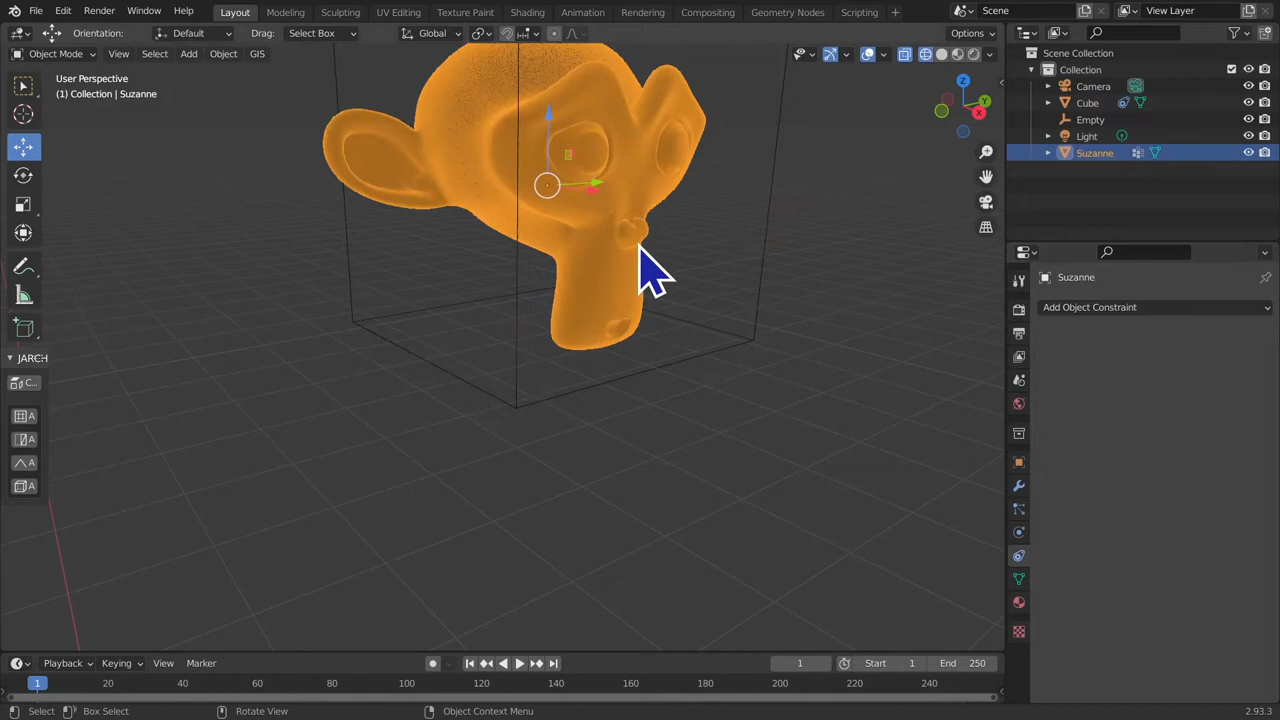 File Edit Render Window Help Layout Modeling Sculpting UV Editing Texture Paint Shading Animation Rendering Compositing Geometry Nodes Scripting + Scene View Layer
Orientation: Default Drag: Select Box Global Options
Object Mode View Select Add Object GIS
User Perspective
(1) Collection | Suzanne
Z
Y
X
Scene Collection
Collection
Camera
Cube
Empty
Light
Suzanne
Suzanne
Add Object Constraint
JARCH
C...
A
A
A
A
Playback Keying View Marker 1 Start 1 End 250
1 20 40 60 80 100 120 140 160 180 200 220 240
Select Box Select Rotate View Object Context Menu 2.93.3